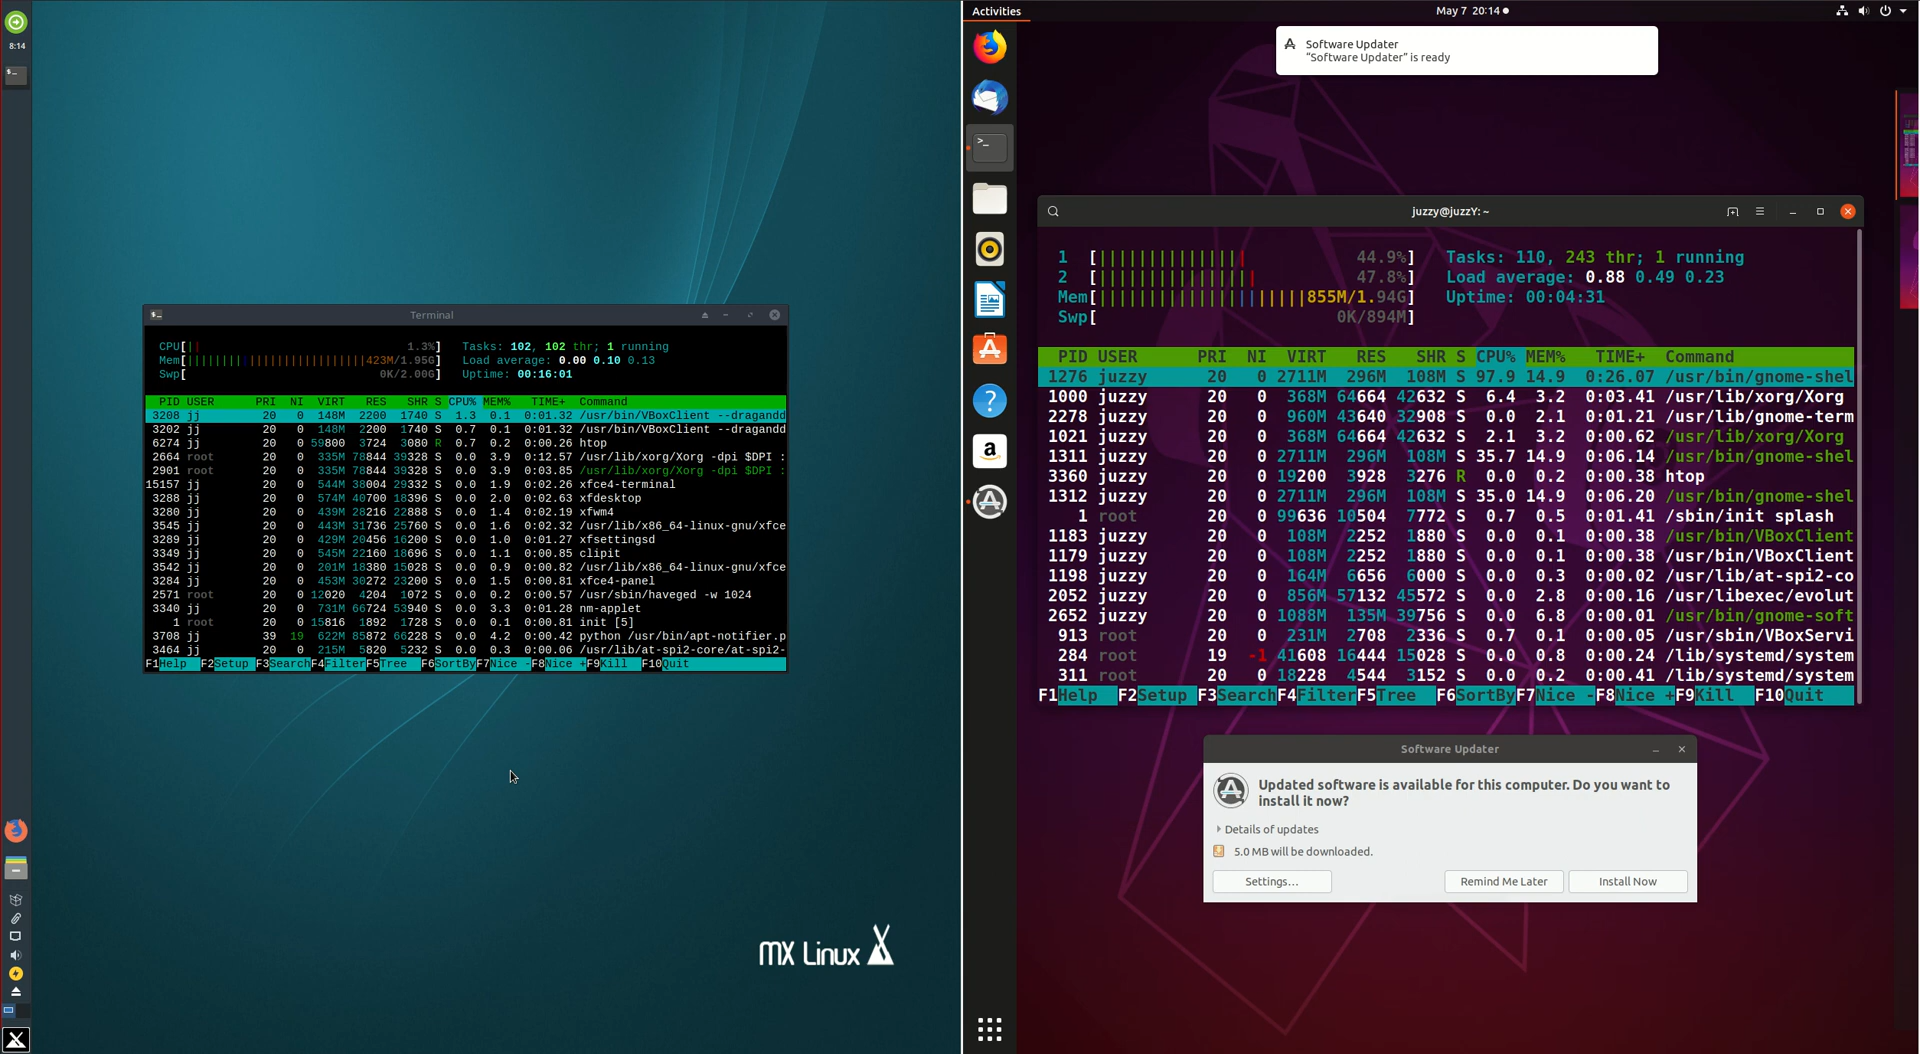 8:14
Terminal
CPU[|| 1.3%] Tasks: 102, 102 thr; 1 running
Mem[|||||||||||||||||||||||||423M/1.95G] Load average: 0.00 0.10 0.13
Swp[ 0K/2.00G] Uptime: 00:16:01
PID USER PRI NI VIRT RES SHR S CPU% MEM% TIME+ Command
3208 jj 20 0 148M 2200 1740 S 1.3 0.1 0:01.32 /usr/bin/VBoxClient --dragandd
3202 jj 20 0 148M 2200 1740 S 0.7 0.1 0:01.32 /usr/bin/VBoxClient --dragandd
6274 jj 20 0 59800 3724 3080 R 0.7 0.2 0:00.26 htop
2664 root 20 0 335M 78844 39328 S 0.0 3.9 0:12.57 /usr/lib/xorg/Xorg -dpi $DPI :
2901 root 20 0 335M 78844 39328 S 0.0 3.9 0:03.85 /usr/lib/xorg/Xorg -dpi $DPI :
15157 jj 20 0 544M 38004 29332 S 0.0 1.9 0:02.26 xfce4-terminal
3288 jj 20 0 574M 40700 18396 S 0.0 2.0 0:02.63 xfdesktop
3280 jj 20 0 439M 28216 22888 S 0.0 1.4 0:02.19 xfwm4
3545 jj 20 0 443M 31736 25760 S 0.0 1.6 0:02.32 /usr/lib/x86_64-linux-gnu/xfce
3289 jj 20 0 429M 20456 16200 S 0.0 1.0 0:01.27 xfsettingsd
3349 jj 20 0 545M 22160 18696 S 0.0 1.1 0:00.85 clipit
3542 jj 20 0 201M 18380 15028 S 0.0 0.9 0:00.82 /usr/lib/x86_64-linux-gnu/xfce
3284 jj 20 0 453M 30272 23200 S 0.0 1.5 0:00.81 xfce4-panel
2571 root 20 0 12020 4204 1072 S 0.0 0.2 0:00.57 /usr/sbin/haveged -w 1024
3340 jj 20 0 731M 66724 53940 S 0.0 3.3 0:01.28 nm-applet
1 root 20 0 15816 1892 1728 S 0.0 0.1 0:00.81 init [5]
3708 jj 39 19 622M 85872 66228 S 0.0 4.2 0:00.42 python /usr/bin/apt-notifier.p
3464 jj 20 0 215M 5820 5232 S 0.0 0.3 0:00.06 /usr/lib/at-spi2-core/at-spi2-
F1Help F2Setup F3SearchF4FilterF5Tree F6SortByF7Nice -F8Nice +F9Kill F10Quit
MX Linux
Activities
May 7 20:14
Software Updater
“Software Updater” is ready
juzzy@juzzY: ~
1 [||||||||||||||| 44.9%] Tasks: 110, 243 thr; 1 running
2 [|||||||||||||||| 47.8%] Load average: 0.88 0.49 0.23
Mem[|||||||||||||||||||||855M/1.94G] Uptime: 00:04:31
Swp[ 0K/894M]
PID USER PRI NI VIRT RES SHR S CPU% MEM% TIME+ Command
1276 juzzy 20 0 2711M 296M 108M S 97.9 14.9 0:26.07 /usr/bin/gnome-shel
1000 juzzy 20 0 368M 64664 42632 S 6.4 3.2 0:03.41 /usr/lib/xorg/Xorg
2278 juzzy 20 0 960M 43640 32908 S 0.0 2.1 0:01.21 /usr/lib/gnome-term
1021 juzzy 20 0 368M 64664 42632 S 2.1 3.2 0:00.62 /usr/lib/xorg/Xorg
1311 juzzy 20 0 2711M 296M 108M S 35.7 14.9 0:06.14 /usr/bin/gnome-shel
3360 juzzy 20 0 19200 3928 3276 R 0.0 0.2 0:00.38 htop
1312 juzzy 20 0 2711M 296M 108M S 35.0 14.9 0:06.20 /usr/bin/gnome-shel
1 root 20 0 99636 10504 7772 S 0.7 0.5 0:01.41 /sbin/init splash
1183 juzzy 20 0 108M 2252 1880 S 0.0 0.1 0:00.38 /usr/bin/VBoxClient
1179 juzzy 20 0 108M 2252 1880 S 0.0 0.1 0:00.38 /usr/bin/VBoxClient
1198 juzzy 20 0 164M 6656 6000 S 0.0 0.3 0:00.02 /usr/lib/at-spi2-co
2052 juzzy 20 0 856M 57132 45572 S 0.0 2.8 0:00.16 /usr/libexec/evolut
2652 juzzy 20 0 1088M 135M 39756 S 0.0 6.8 0:00.01 /usr/bin/gnome-soft
913 root 20 0 231M 2708 2336 S 0.7 0.1 0:00.05 /usr/sbin/VBoxServi
284 root 19 -1 41608 16444 15028 S 0.0 0.8 0:00.24 /lib/systemd/system
311 root 20 0 18228 4544 3152 S 0.0 0.2 0:00.41 /lib/systemd/system
F1Help F2Setup F3SearchF4FilterF5Tree F6SortByF7Nice -F8Nice +F9Kill F10Quit
Software Updater
Updated software is available for this computer. Do you want to
install it now?
Details of updates
5.0 MB will be downloaded.
Settings…
Remind Me Later
Install Now